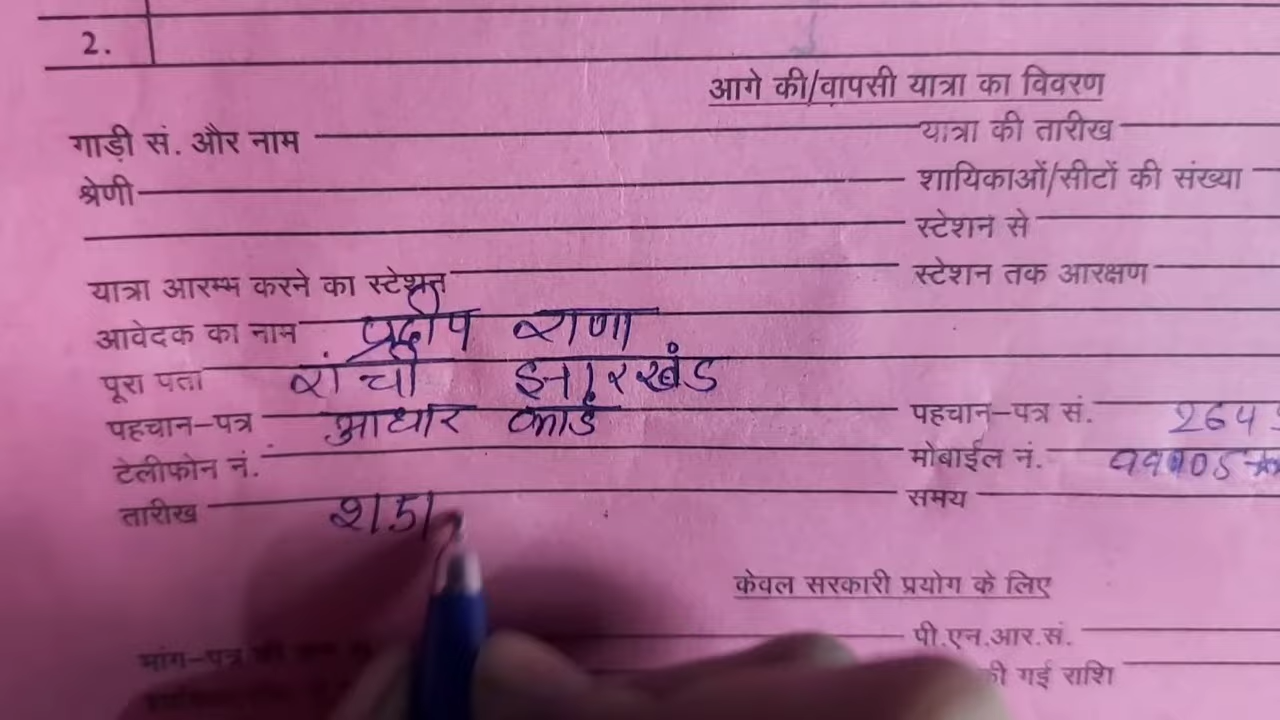 2.
आगे की/वापसी यात्रा का विवरण
गाड़ी सं. और नाम यात्रा की तारीख
श्रेणी शायिकाओं/सीटों की संख्या
स्टेशन से
यात्रा आरम्भ करने का स्टेशन स्टेशन तक आरक्षण
आवेदक का नाम प्रदीप राणा
पूरा पता रांची झारखंड
पहचान-पत्र आधार कार्ड पहचान-पत्र सं. 264
टेलीफोन नं. मोबाईल नं.
तारीख समय
केवल सरकारी प्रयोग के लिए
मांग-पत्र पी.एन.आर.सं.
की गई राशि